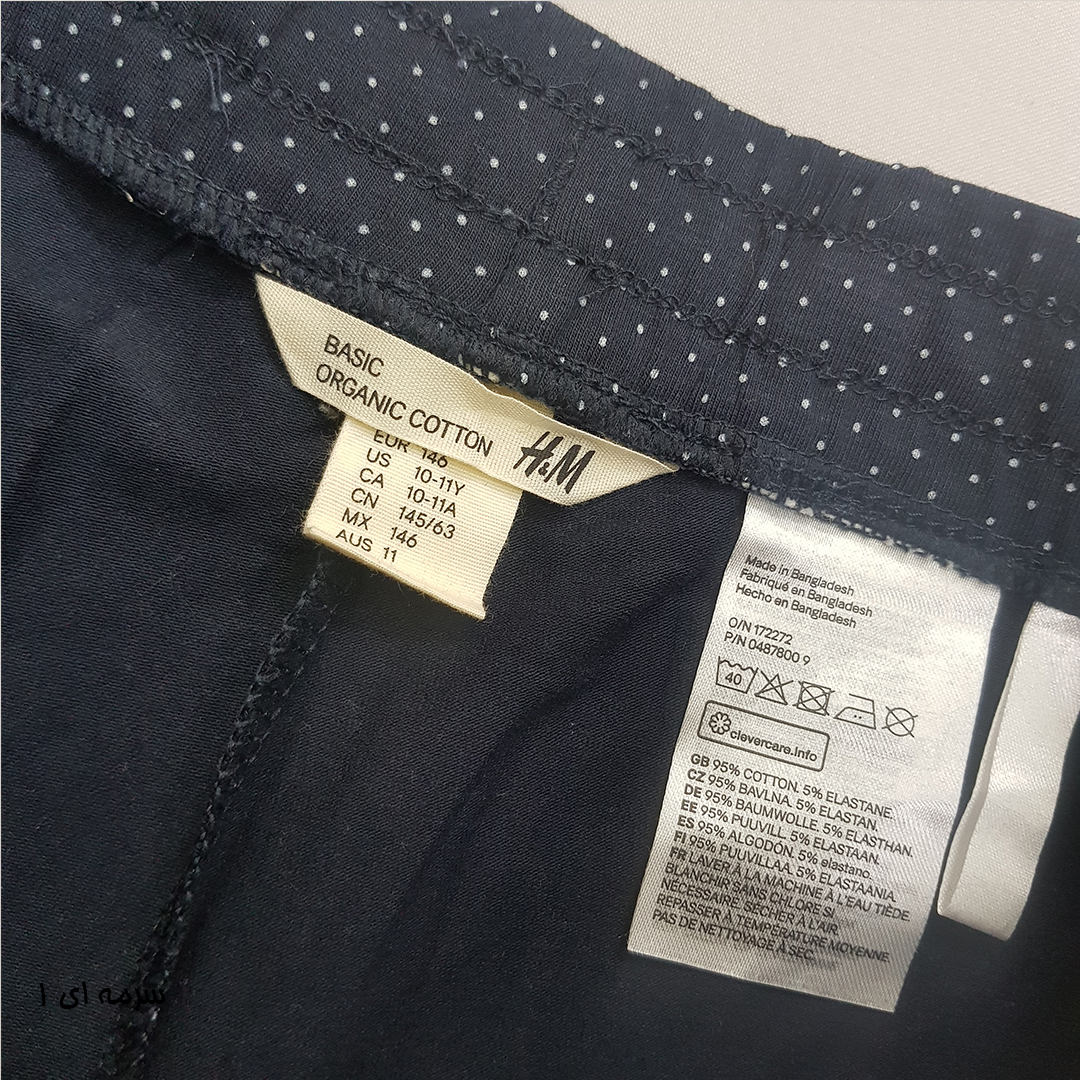 BASIC
ORGANIC COTTON H&M
EUR 146
US 10-11Y
CA 10-11A
CN 145/63
MX 146
AUS 11
Made in Bangladesh
Fabriqué en Bangladesh
Hecho en Bangladesh
O/N 172272
P/N 0487800 9
40
clevercare.info
GB 95% COTTON. 5% ELASTANE.
CZ 95% BAVLNA. 5% ELASTAN.
DE 95% BAUMWOLLE. 5% ELASTHAN.
EE 95% PUUVILL. 5% ELASTAAN.
ES 95% ALGODÓN. 5% elastano.
FI 95% PUUVILLAA. 5% ELASTAANIA.
FR LAVER À LA MACHINE À L'EAU TIÈDE.
BLANCHIR SANS CHLORE SI
NÉCESSAIRE. SÉCHER À L'AIR.
REPASSER À TEMPÉRATURE MOYENNE.
PAS DE NETTOYAGE À SEC.
سرمه ای ۱